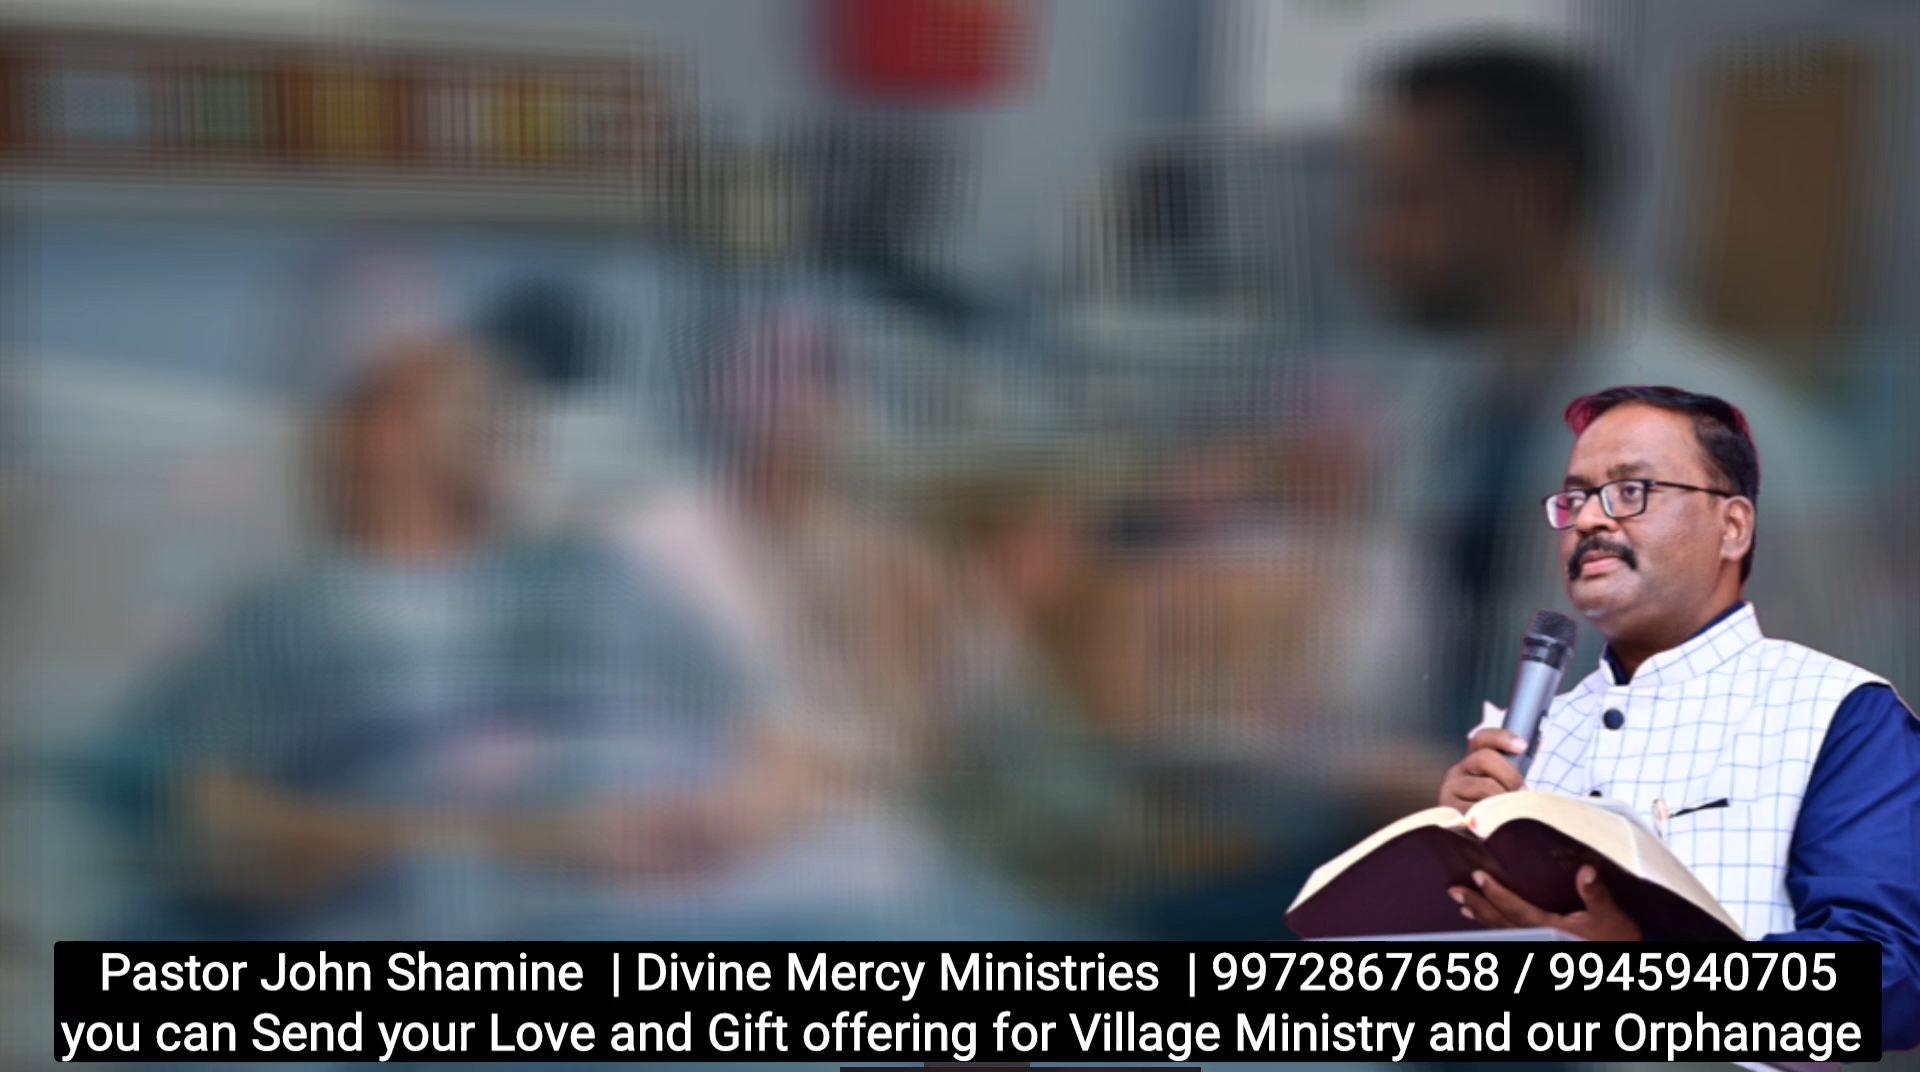 Pastor John Shamine | Divine Mercy Ministries | 9972867658 / 9945940705
you can Send your Love and Gift offering for Village Ministry and our Orphanage